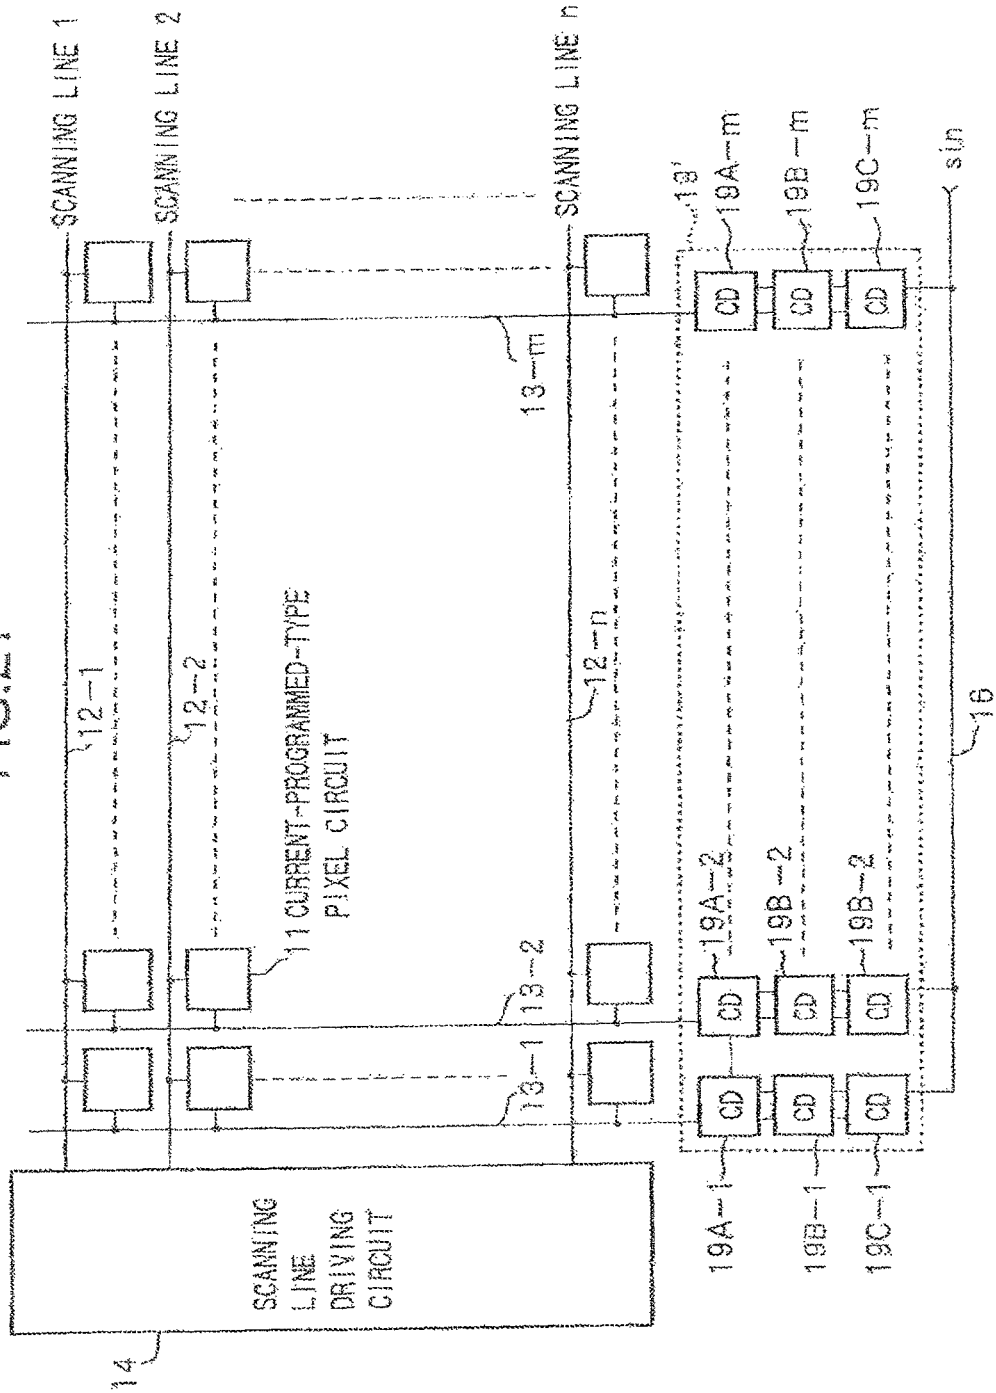 SCANNING LINE 1
SCANNING LINE 2
SCANNING LINE n
12-1
12-2
12-n
11 CURRENT-PROGRAMMED-TYPE
PIXEL CIRCUIT
13-1
13-2
13-m
14
SCANNING
LINE
DRIVING
CIRCUIT
19A-1
19B-1
19C-1
19A-2
19B-2
19B-2
19A-m
19B-m
19C-m
CD
CD
CD
CD
CD
CD
CD
CD
CD
16
sin